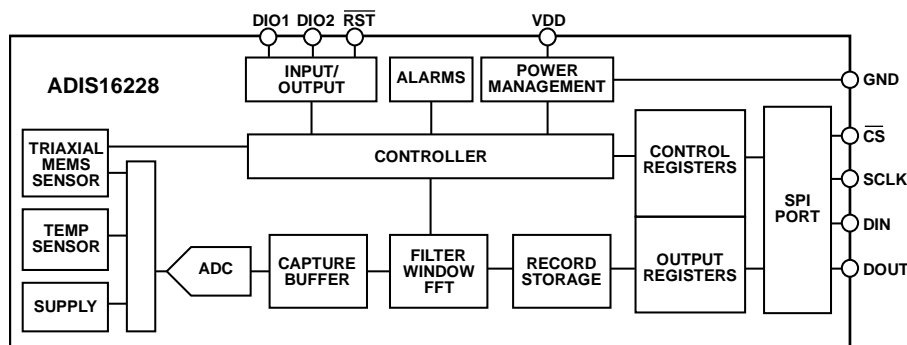 DIO1 DIO2 RST VDD
ADIS16228
INPUT/
OUTPUT
ALARMS
POWER
MANAGEMENT
GND
TRIAXIAL
MEMS
SENSOR
CONTROLLER
CONTROL
REGISTERS
CS
SCLK
SPI
PORT
DIN
DOUT
TEMP
SENSOR
SUPPLY
ADC
CAPTURE
BUFFER
FILTER
WINDOW
FFT
RECORD
STORAGE
OUTPUT
REGISTERS